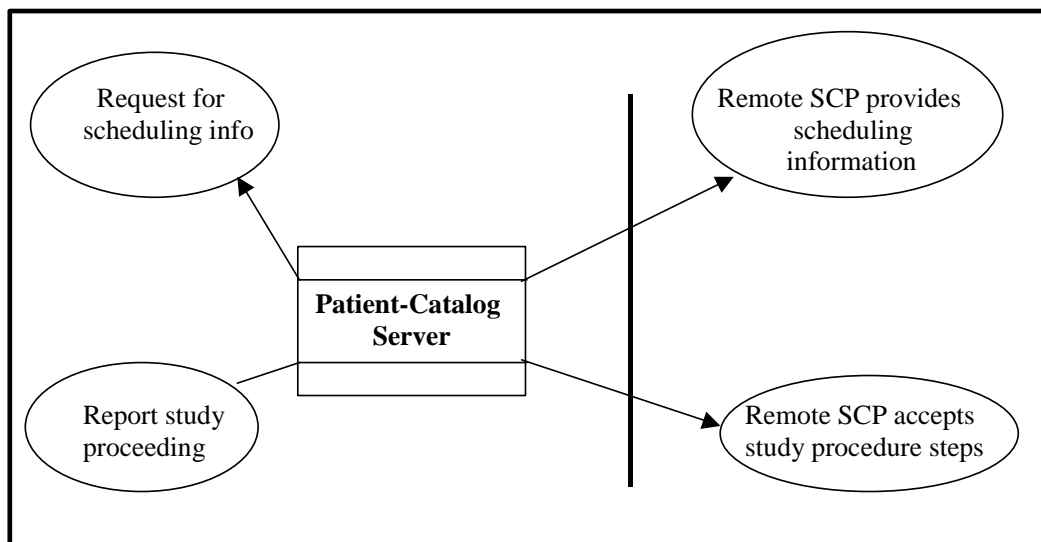 Request for
scheduling info
Remote SCP provides
scheduling
information
Patient-Catalog
Server
Report study
proceeding
Remote SCP accepts
study procedure steps